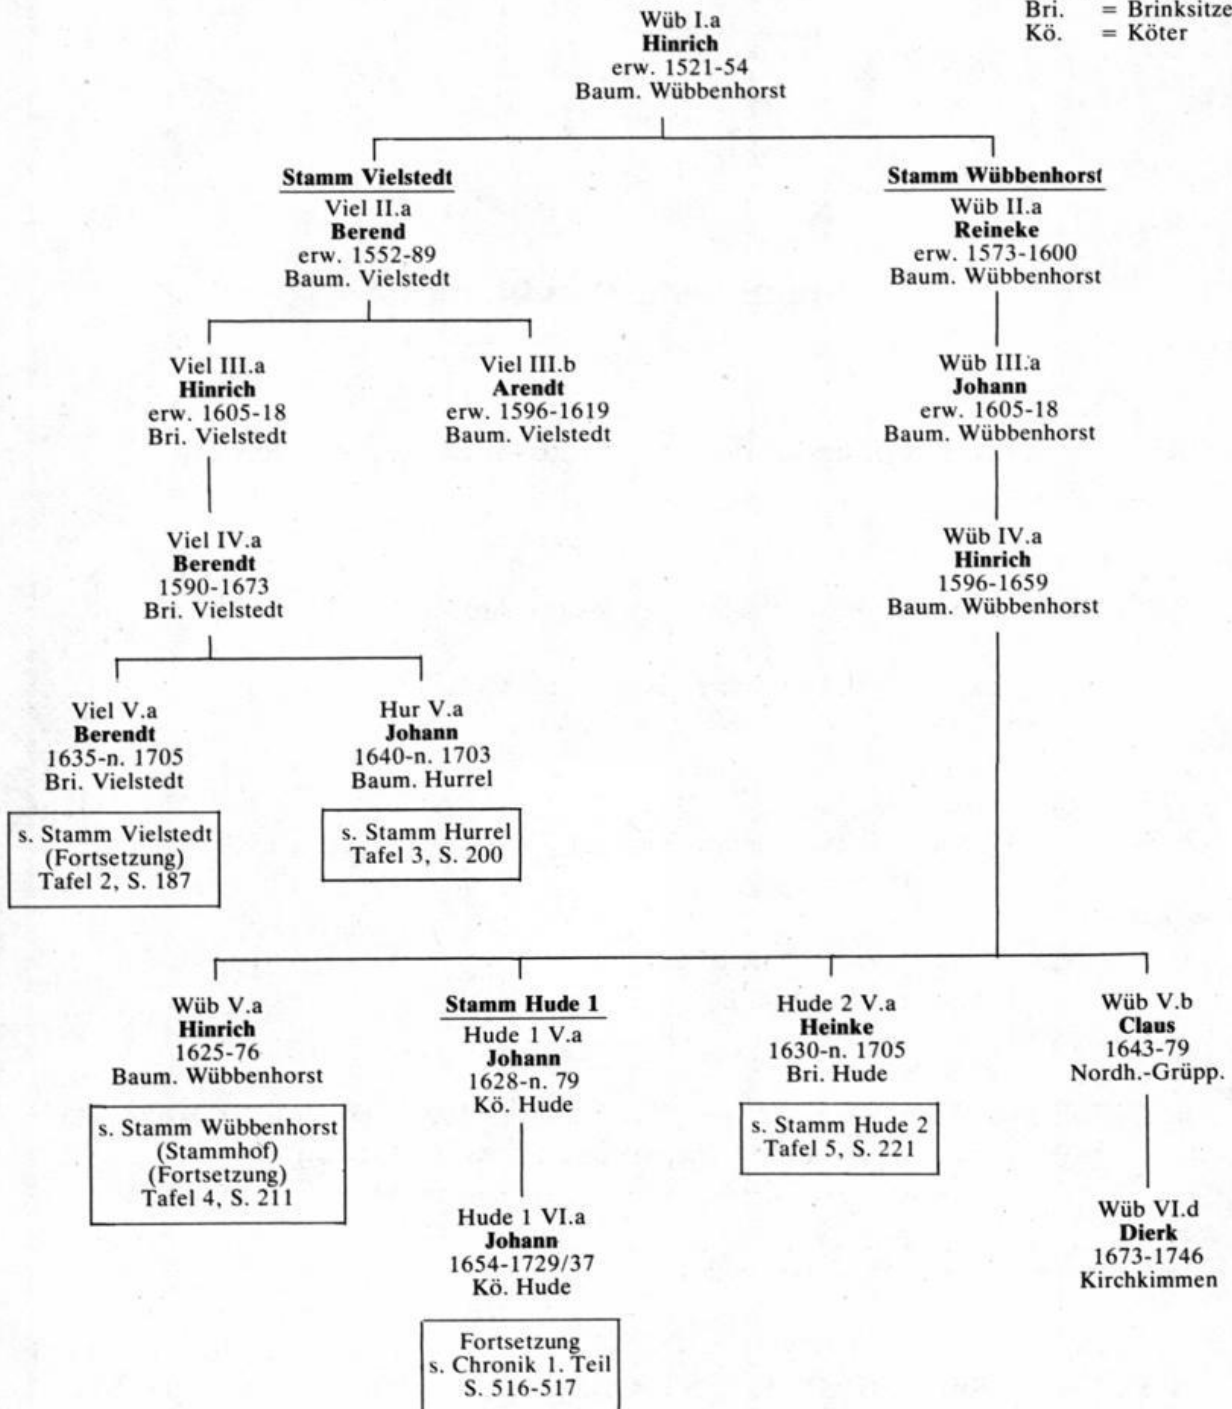 Bri. = Brinksitze
Kö. = Köter
Wüb I.a
Hinrich
erw. 1521-54
Baum. Wübbenhorst
Stamm Vielstedt
Viel II.a
Berend
erw. 1552-89
Baum. Vielstedt
Stamm Wübbenhorst
Wüb II.a
Reineke
erw. 1573-1600
Baum. Wübbenhorst
Viel III.a
Hinrich
erw. 1605-18
Bri. Vielstedt
Viel III.b
Arendt
erw. 1596-1619
Baum. Vielstedt
Wüb III.a
Johann
erw. 1605-18
Baum. Wübbenhorst
Viel IV.a
Berendt
1590-1673
Bri. Vielstedt
Wüb IV.a
Hinrich
1596-1659
Baum. Wübbenhorst
Viel V.a
Berendt
1635-n. 1705
Bri. Vielstedt
s. Stamm Vielstedt
(Fortsetzung)
Tafel 2, S. 187
Hur V.a
Johann
1640-n. 1703
Baum. Hurrel
s. Stamm Hurrel
Tafel 3, S. 200
Wüb V.a
Hinrich
1625-76
Baum. Wübbenhorst
s. Stamm Wübbenhorst
(Stammhof)
(Fortsetzung)
Tafel 4, S. 211
Stamm Hude 1
Hude 1 V.a
Johann
1628-n. 79
Kö. Hude
Hude 1 VI.a
Johann
1654-1729/37
Kö. Hude
Fortsetzung
s. Chronik 1. Teil
S. 516-517
Hude 2 V.a
Heinke
1630-n. 1705
Bri. Hude
s. Stamm Hude 2
Tafel 5, S. 221
Wüb V.b
Claus
1643-79
Nordh.-Grüpp.
Wüb VI.d
Dierk
1673-1746
Kirchkimmen